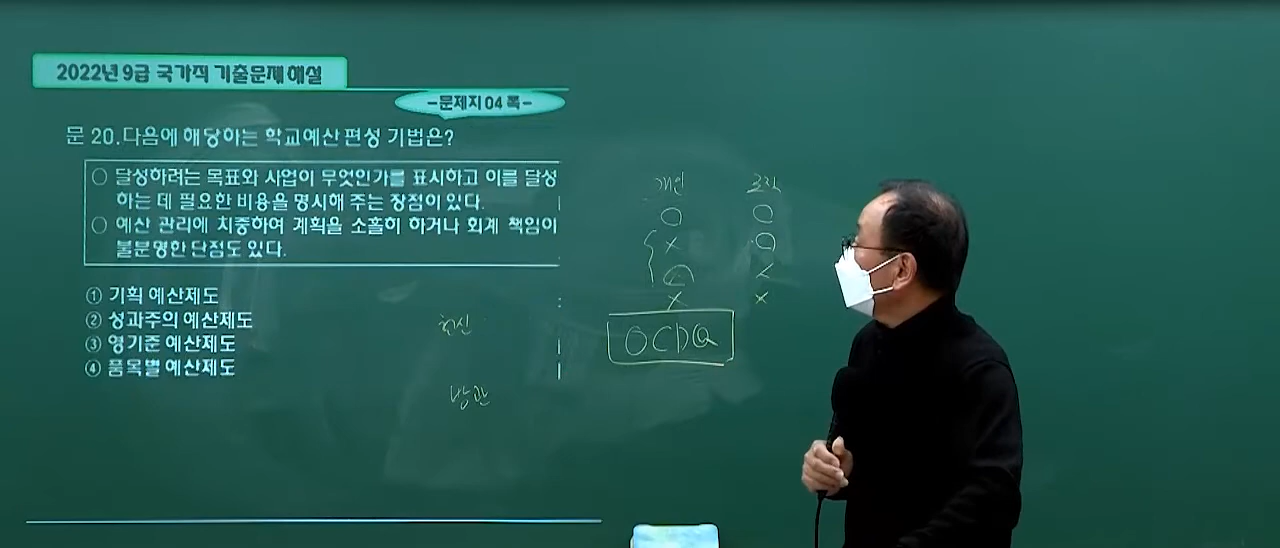 2022년 9급 국가직 기출문제 해설
-문제지 04 쪽-
문 20.다음에 해당하는 학교예산 편성 기법은?
○ 달성하려는 목표와 사업이 무엇인가를 표시하고 이를 달성
하는 데 필요한 비용을 명시해 주는 장점이 있다.
○ 예산 관리에 치중하여 계획을 소홀히 하거나 회계 책임이
불분명한 단점도 있다.
① 기획 예산제도
② 성과주의 예산제도
③ 영기준 예산제도
④ 품목별 예산제도
개인 조직
○ ○
× ○
×
× ×
OCDQ
방관